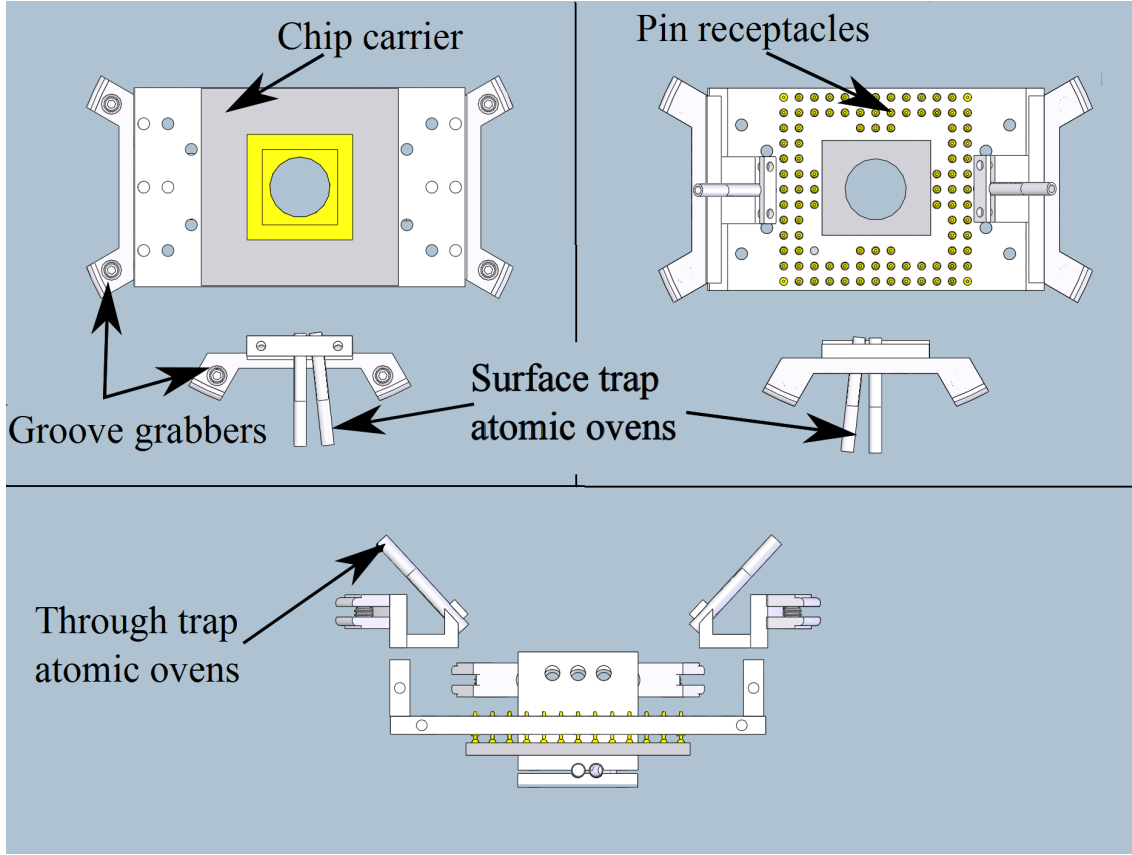 Chip carrier
Pin receptacles
Groove grabbers
Surface trap
atomic ovens
Through trap
atomic ovens